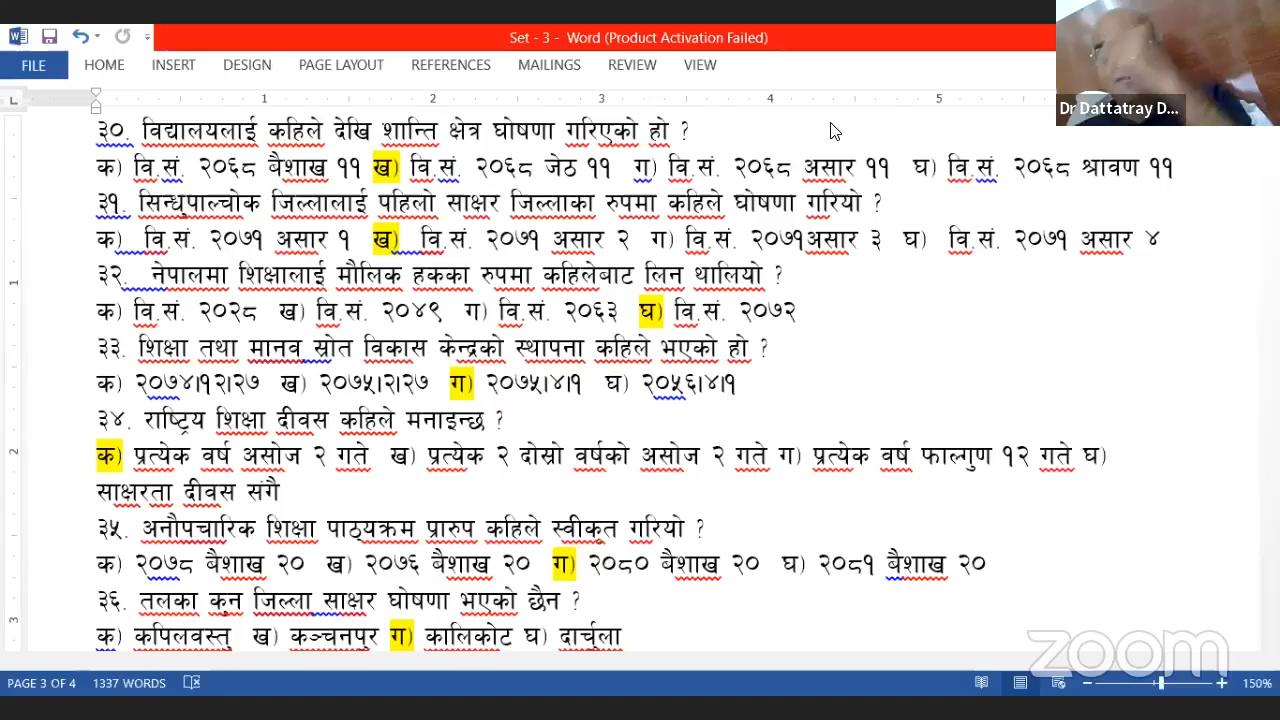 Set - 3 - Word (Product Activation Failed)
FILE HOME INSERT DESIGN PAGE LAYOUT REFERENCES MAILINGS REVIEW VIEW
Dr Dattatray D...
1 2 3 4 5
३०. विद्यालयलाई कहिले देखि शान्ति क्षेत्र घोषणा गरिएको हो ?
क) वि.सं. २०६८ बैशाख ११ ख) वि.सं. २०६८ जेठ ११ ग) वि सं. २०६८ असार ११ घ) वि.सं. २०६८ श्रावण ११
३१. सिन्धुपाल्चोक जिल्लालाई पहिलो साक्षर जिल्लाका रुपमा कहिले घोषणा गरियो ?
क) वि.सं. २०७१ असार १ ख) वि.सं. २०७१ असार २ ग) वि.सं. २०७१असार ३ घ) वि.सं. २०७१ असार ४
३२. नेपालमा शिक्षालाई मौलिक हकका रुपमा कहिलेबाट लिन थालियो ?
क) वि.सं. २०२८ ख) वि.सं. २०४९ ग) वि.सं. २०६३ घ) वि.सं. २०७२
३३. शिक्षा तथा मानव स्रोत विकास केन्द्रको स्थापना कहिले भएको हो ?
क) २०७४।१२।२७ ख) २०७५।२।२७ ग) २०७५।४।१ घ) २०५६।४।१
३४. राष्ट्रिय शिक्षा दीवस कहिले मनाइन्छ ?
क) प्रत्येक वर्ष असोज २ गते ख) प्रत्येक २ दोस्रो वर्षको असोज २ गते ग) प्रत्येक वर्ष फाल्गुण १२ गते घ)
साक्षरता दीवस संगै
३५. अनौपचारिक शिक्षा पाठ्यक्रम प्रारुप कहिले स्वीकृत गरियो ?
क) २०७८ बैशाख २० ख) २०७६ बैशाख २० ग) २०८० बैशाख २० घ) २०८१ बैशाख २०
३६. तलका कुन जिल्ला साक्षर घोषणा भएको छैन ?
क) कपिलवस्तु ख) कञ्चनपुर ग) कालिकोट घ) दार्चुला
zoom
PAGE 3 OF 4 1337 WORDS 150%